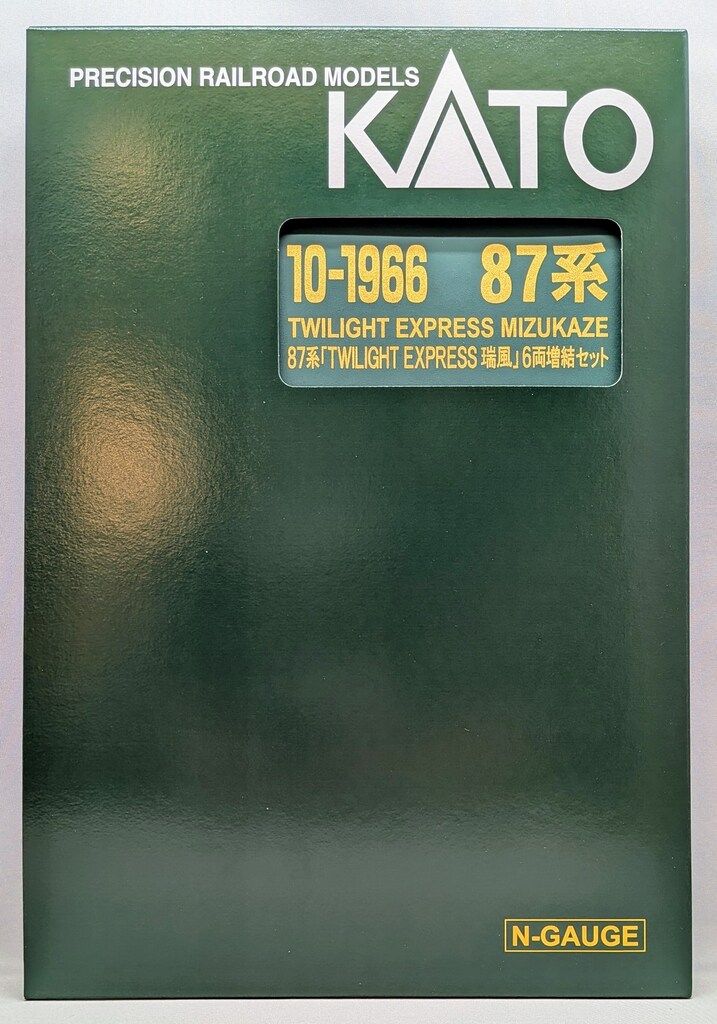 PRECISION RAILROAD MODELS
KATO
10-1966 87系
TWILIGHT EXPRESS MIZUKAZE
87系「TWILIGHT EXPRESS 瑞風」6両増結セット
N-GAUGE